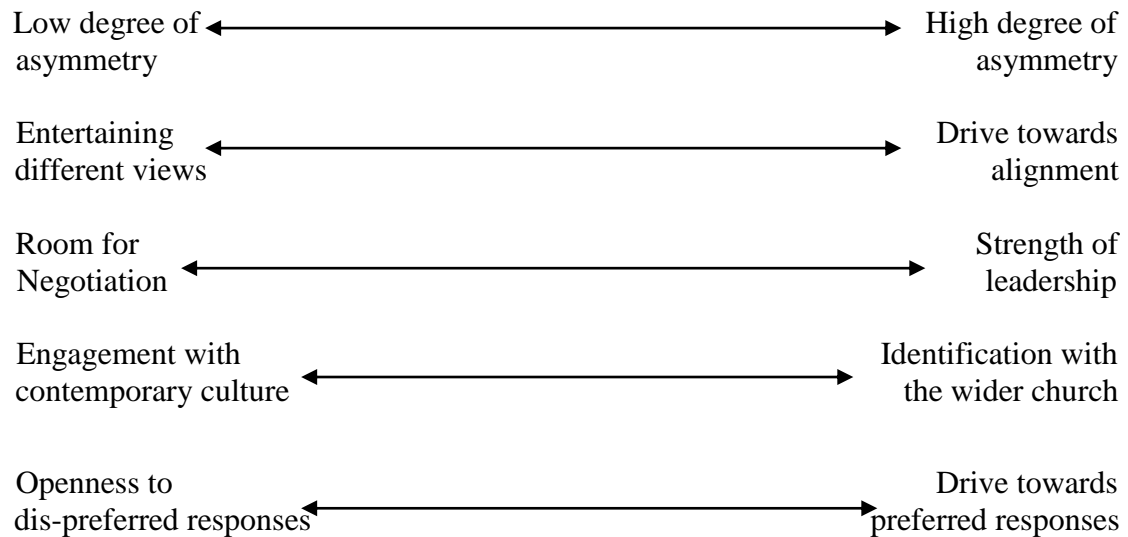 Low degree of
asymmetry
High degree of
asymmetry
Entertaining
different views
Drive towards
alignment
Room for
Negotiation
Strength of
leadership
Engagement with
contemporary culture
Identification with
the wider church
Openness to
dis-preferred responses
Drive towards
preferred responses